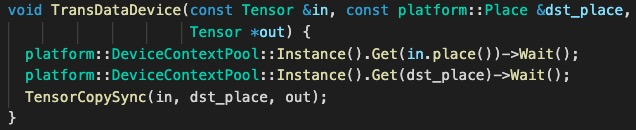 void TransDataDevice(const Tensor &in, const platform::Place &dst_place,
                     Tensor *out) {
  platform::DeviceContextPool::Instance().Get(in.place())->Wait();
  platform::DeviceContextPool::Instance().Get(dst_place)->Wait();
  TensorCopySync(in, dst_place, out);
}